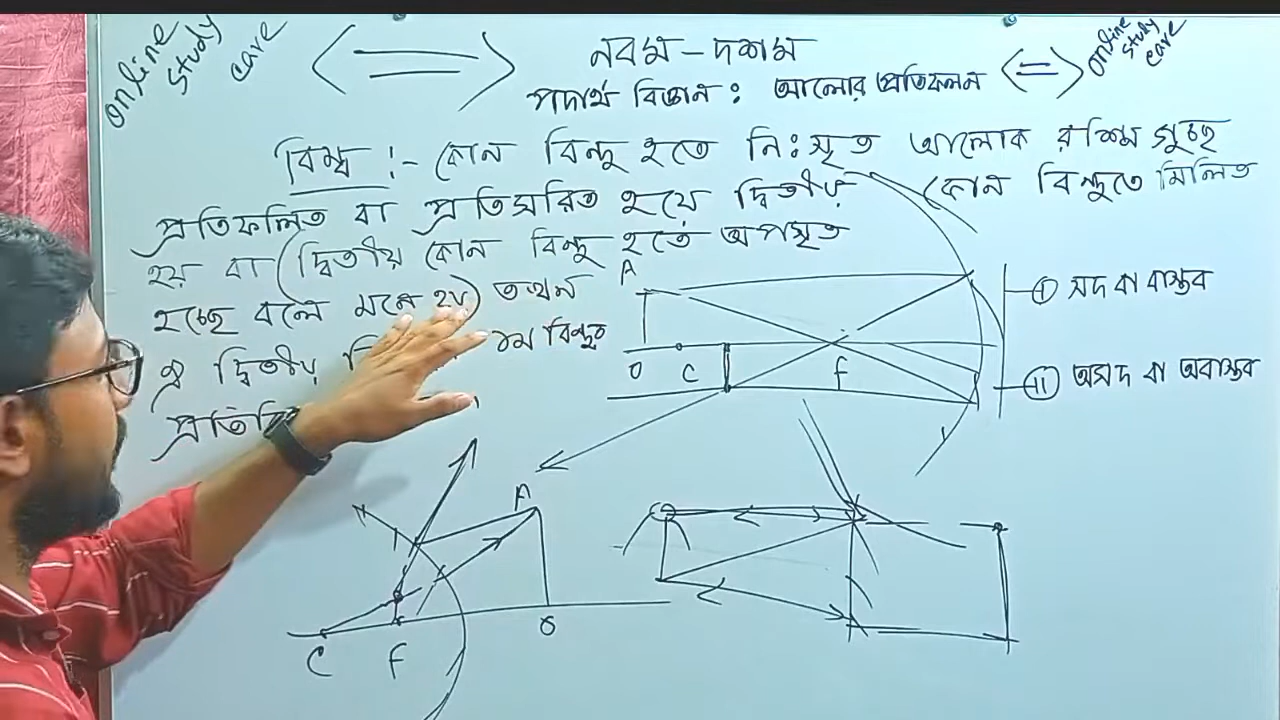 online study care
নবম – দশম
online study care
পদার্থ বিজ্ঞান : আলোর প্রতিফলন
বিম্ব :- কোন বিন্দু হতে নিঃসৃত আলোক রশ্মি গুচ্ছ
প্রতিফলিত বা প্রতিসরিত হয়ে দ্বিতীয় কোন বিন্দুতে মিলিত
হয় বা (দ্বিতীয় কোন বিন্দু হতে অপসৃত
হচ্ছে বলে মনে হয়) তখন
ঐ দ্বিতীয় ১ম বিন্দুর
A
O C F
I সদ বা বাস্তব
II অসদ বা অবাস্তব
A
C F O